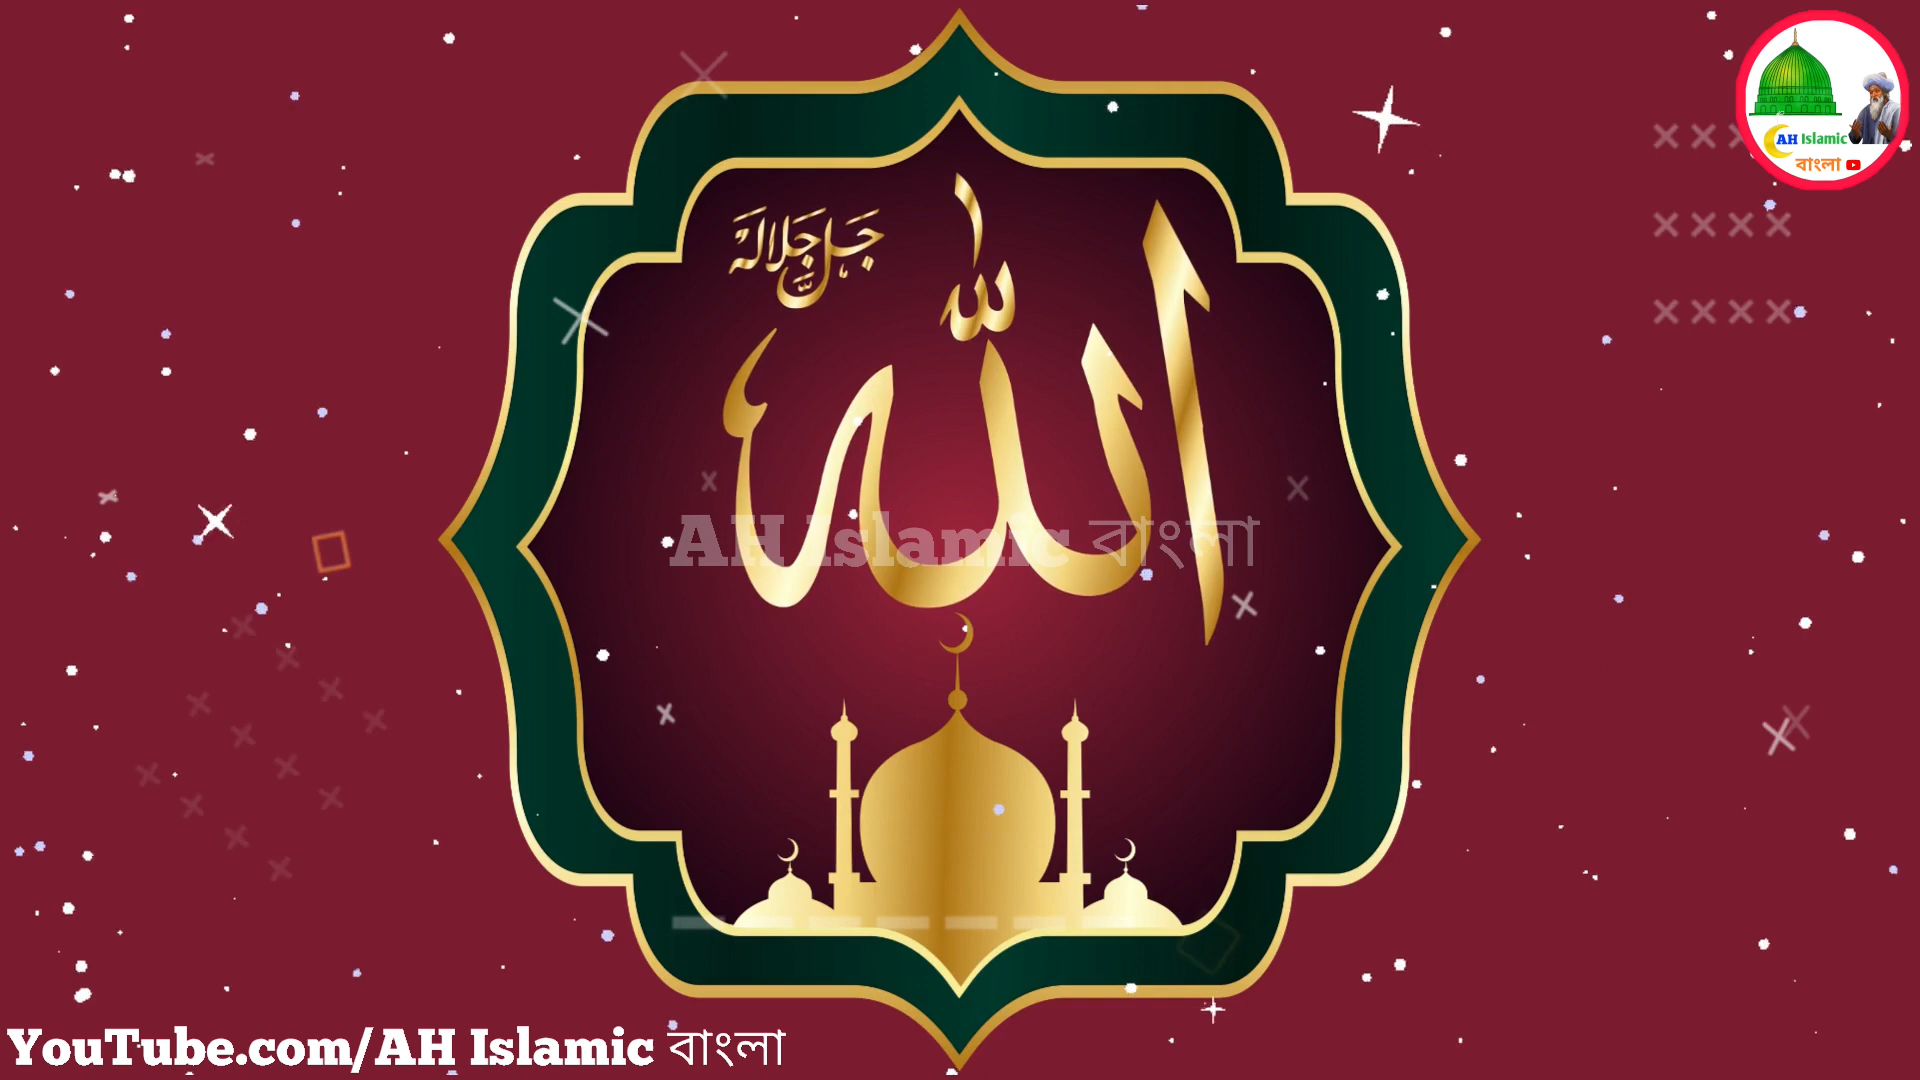 AH Islamic
বাংলা
جل جلاله
الله
AH Islamic বাংলা
YouTube.com/AH Islamic বাংলা